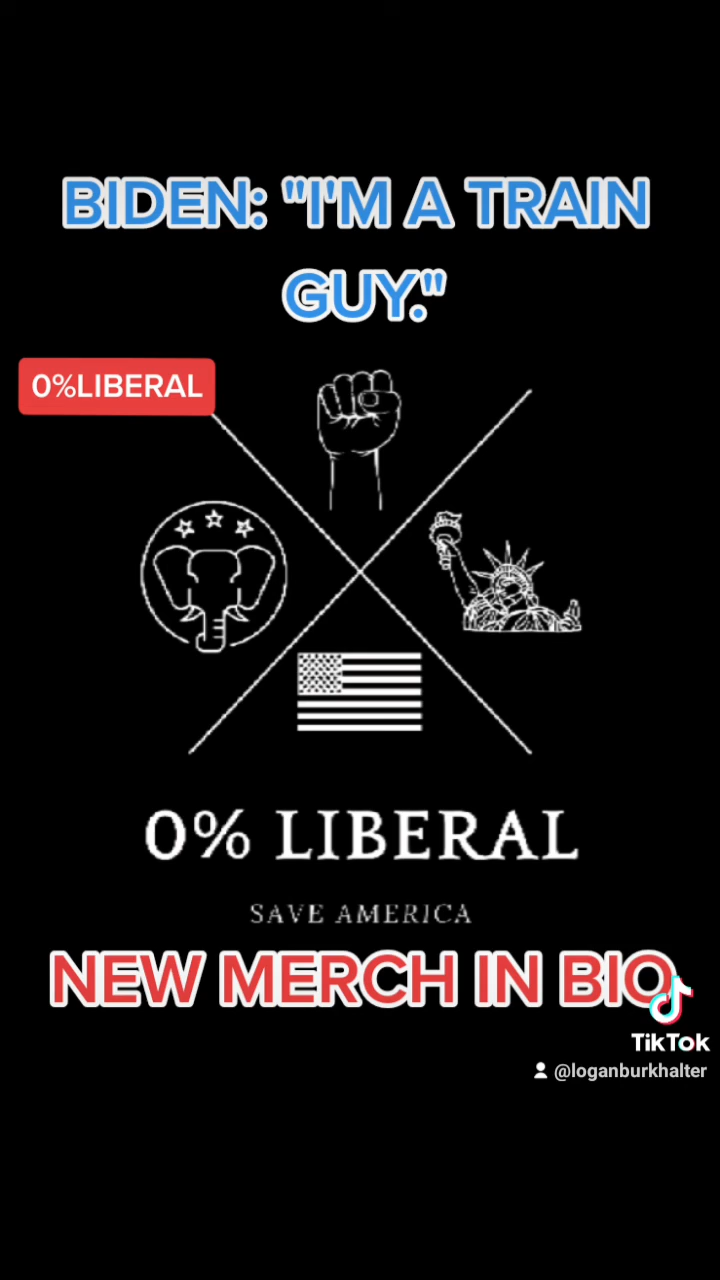 BIDEN: "I'M A TRAIN
GUY."
0%LIBERAL
0% LIBERAL
SAVE AMERICA
NEW MERCH IN BIO
TikTok
@loganburkhalter